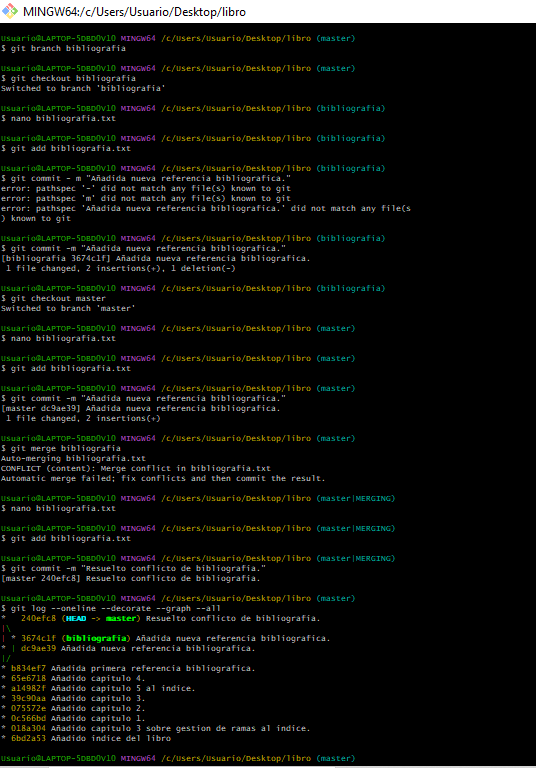 MINGW64:/c/Users/Usuario/Desktop/libro
Usuario@LAPTOP-5DBD0V10 MINGW64 /c/Users/Usuario/Desktop/libro (master)
$ git branch bibliografia
Usuario@LAPTOP-5DBD0V10 MINGW64 /c/Users/Usuario/Desktop/libro (master)
$ git checkout bibliografia
Switched to branch 'bibliografia'
Usuario@LAPTOP-5DBD0V10 MINGW64 /c/Users/Usuario/Desktop/libro (bibliografia)
$ nano bibliografia.txt
Usuario@LAPTOP-5DBD0V10 MINGW64 /c/Users/Usuario/Desktop/libro (bibliografia)
$ git add bibliografia.txt
Usuario@LAPTOP-5DBD0V10 MINGW64 /c/Users/Usuario/Desktop/libro (bibliografia)
$ git commit - m "Añadida nueva referencia bibliografica."
error: pathspec '-' did not match any file(s) known to git
error: pathspec 'm' did not match any file(s) known to git
error: pathspec 'Añadida nueva referencia bibliografica.' did not match any file(s
) known to git
Usuario@LAPTOP-5DBD0V10 MINGW64 /c/Users/Usuario/Desktop/libro (bibliografia)
$ git commit -m "Añadida nueva referencia bibliografica."
[bibliografia 3674c1f] Añadida nueva referencia bibliografica.
1 file changed, 2 insertions(+), 1 deletion(-)
Usuario@LAPTOP-5DBD0V10 MINGW64 /c/Users/Usuario/Desktop/libro (bibliografia)
$ git checkout master
Switched to branch 'master'
Usuario@LAPTOP-5DBD0V10 MINGW64 /c/Users/Usuario/Desktop/libro (master)
$ nano bibliografia.txt
Usuario@LAPTOP-5DBD0V10 MINGW64 /c/Users/Usuario/Desktop/libro (master)
$ git add bibliografia.txt
Usuario@LAPTOP-5DBD0V10 MINGW64 /c/Users/Usuario/Desktop/libro (master)
$ git commit -m "Añadida nueva referencia bibliografica."
[master dc9ae39] Añadida nueva referencia bibliografica.
1 file changed, 2 insertions(+)
Usuario@LAPTOP-5DBD0V10 MINGW64 /c/Users/Usuario/Desktop/libro (master)
$ git merge bibliografia
Auto-merging bibliografia.txt
CONFLICT (content): Merge conflict in bibliografia.txt
Automatic merge failed; fix conflicts and then commit the result.
Usuario@LAPTOP-5DBD0V10 MINGW64 /c/Users/Usuario/Desktop/libro (master|MERGING)
$ nano bibliografia.txt
Usuario@LAPTOP-5DBD0V10 MINGW64 /c/Users/Usuario/Desktop/libro (master|MERGING)
$ git add bibliografia.txt
Usuario@LAPTOP-5DBD0V10 MINGW64 /c/Users/Usuario/Desktop/libro (master|MERGING)
$ git commit -m "Resuelto conflicto de bibliografia."
[master 240efc8] Resuelto conflicto de bibliografia.
Usuario@LAPTOP-5DBD0V10 MINGW64 /c/Users/Usuario/Desktop/libro (master)
$ git log --oneline --decorate --graph --all
*   240efc8 (HEAD -> master) Resuelto conflicto de bibliografia.
|\
| * 3674c1f (bibliografia) Añadida nueva referencia bibliografica.
* | dc9ae39 Añadida nueva referencia bibliografica.
|/
* b834ef7 Añadida primera referencia bibliografica.
* 65e6718 Añadido capitulo 4.
* a14982f Añadido capitulo 5 al indice.
* 39c90aa Añadido capitulo 3.
* 075572e Añadido capitulo 2.
* 0c566bd Añadido capitulo 1.
* 018a304 Añadido capitulo 3 sobre gestion de ramas al indice.
* 6bd2a53 Añadido indice del libro
Usuario@LAPTOP-5DBD0V10 MINGW64 /c/Users/Usuario/Desktop/libro (master)